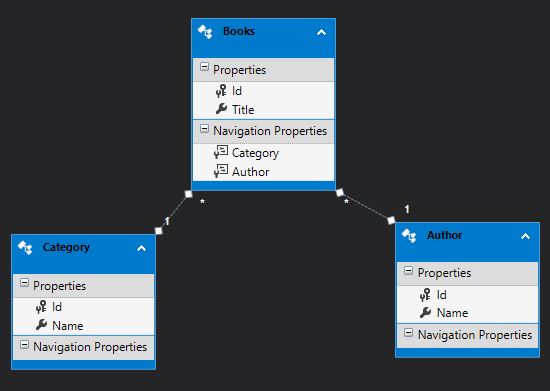 Books
Properties
Id
Title
Navigation Properties
Category
Author
*
*
1
1
Category
Properties
Id
Name
Navigation Properties
Author
Properties
Id
Name
Navigation Properties